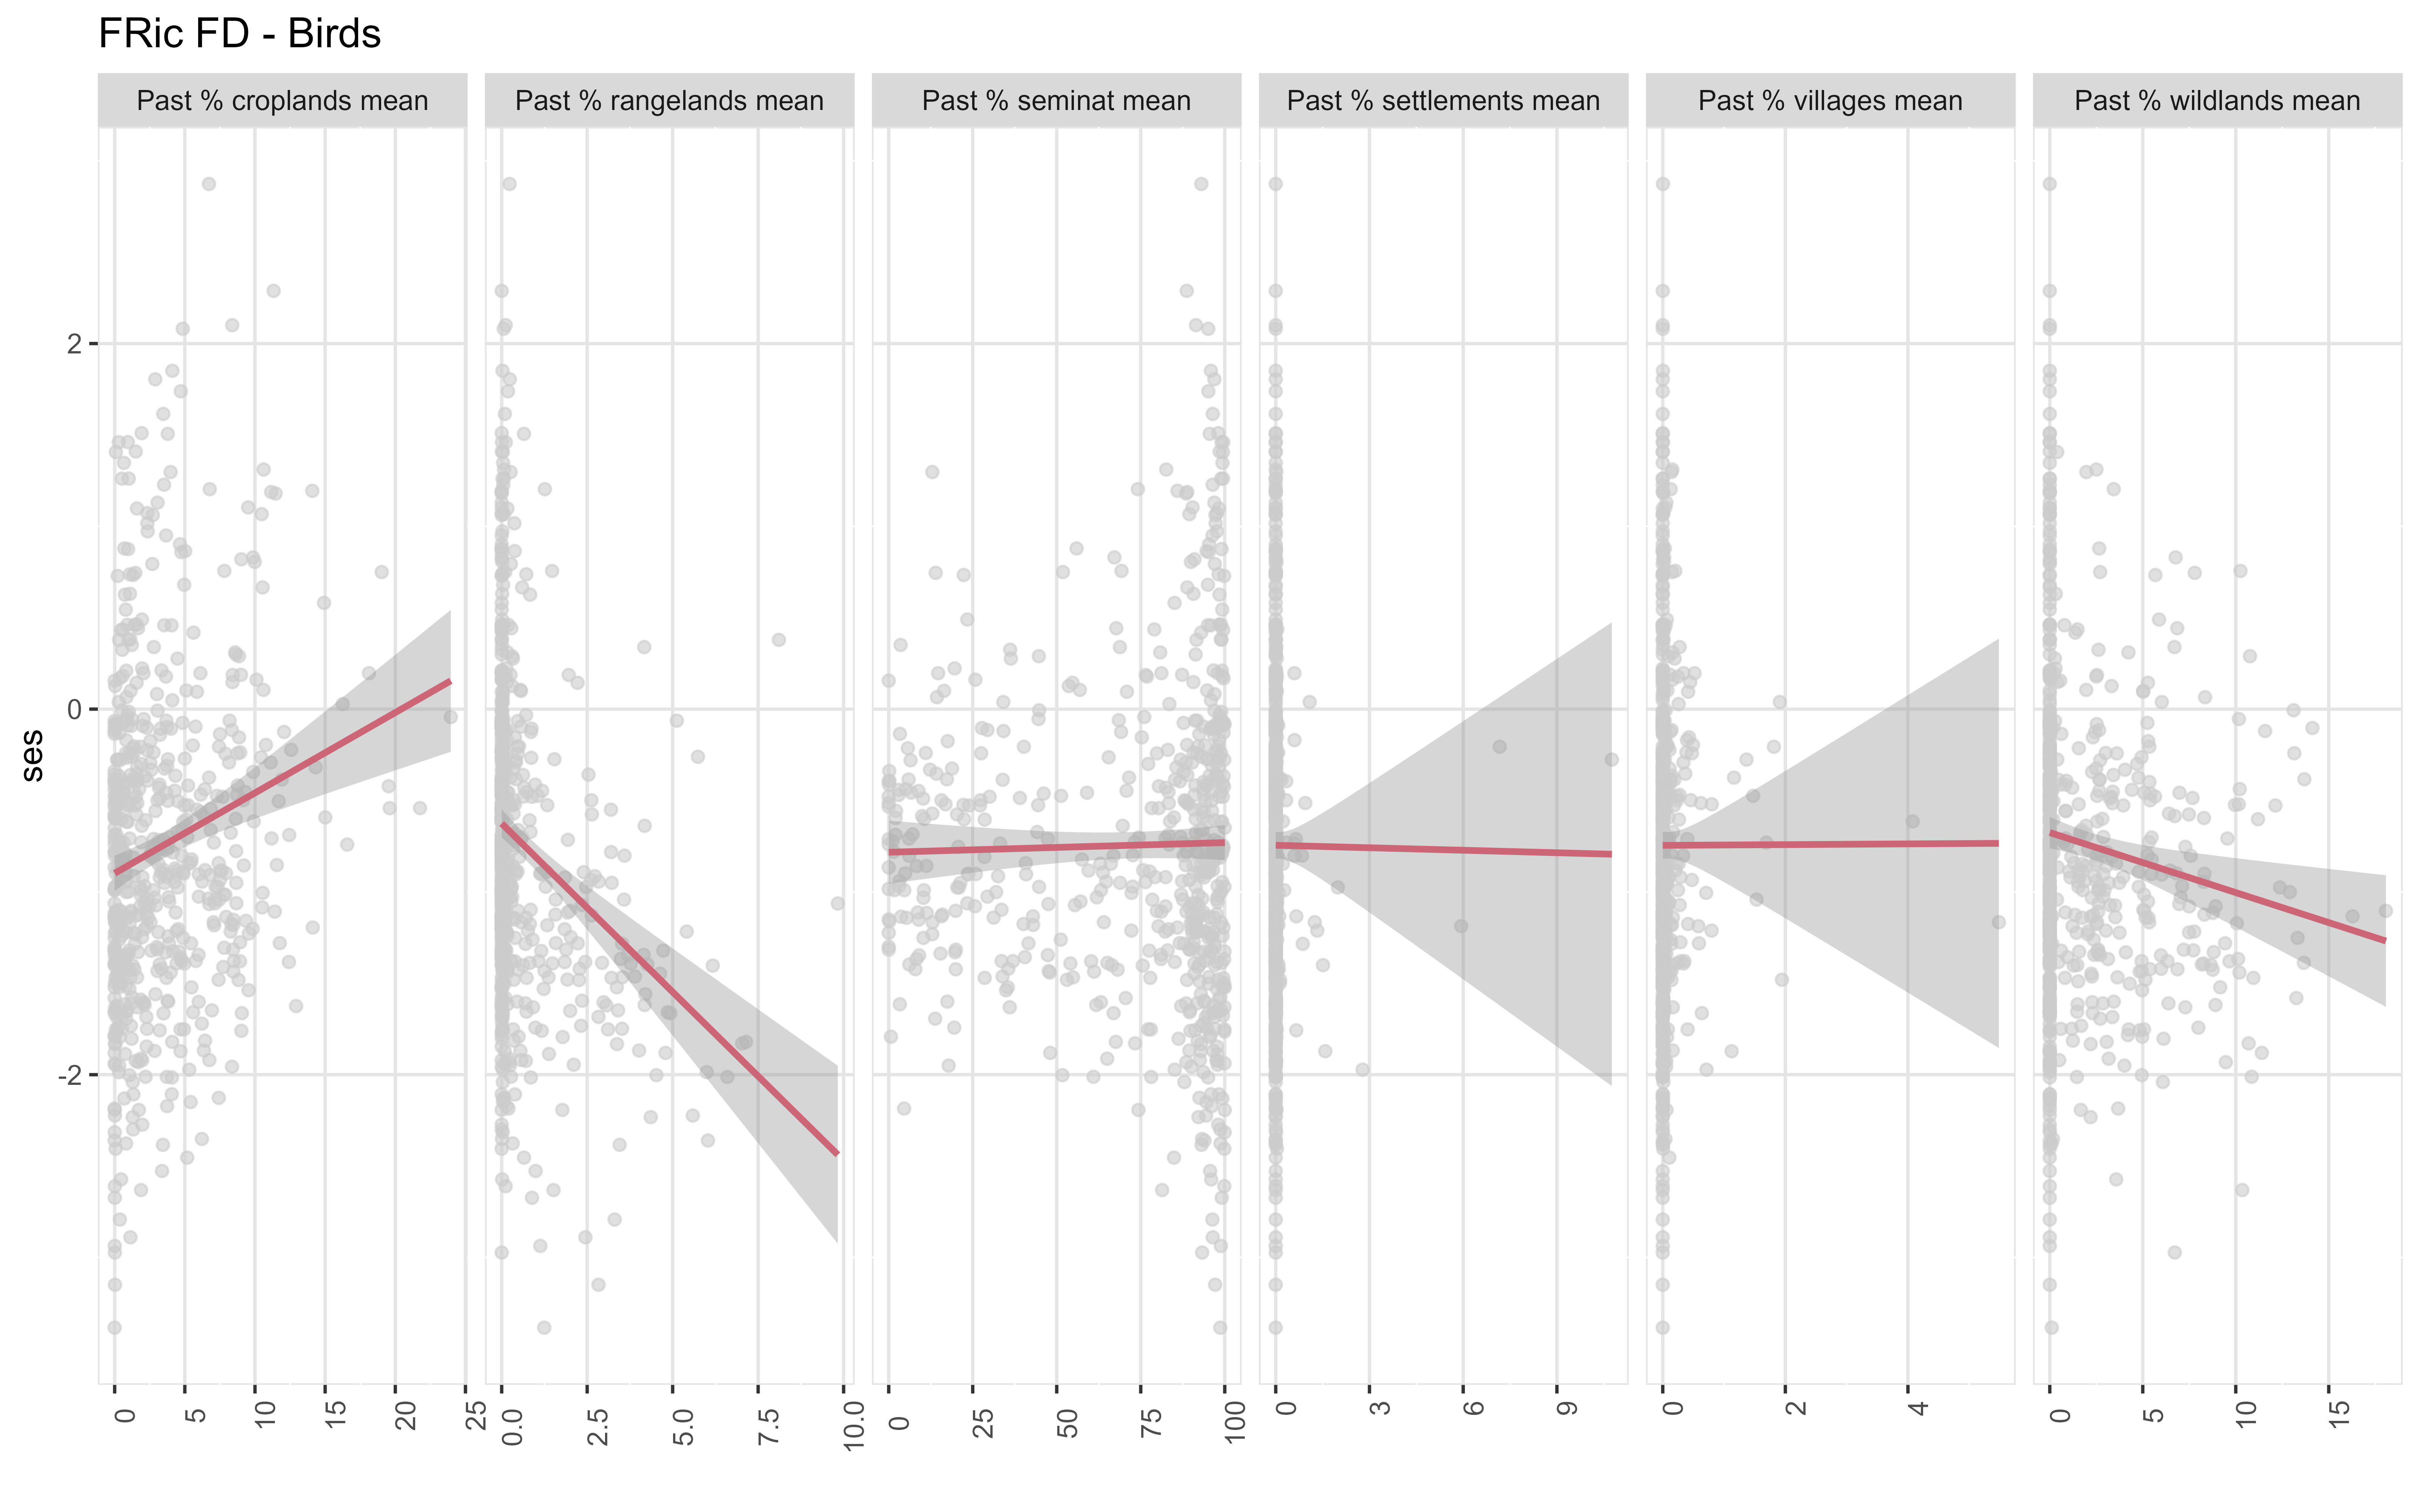 FRic FD - Birds
Past % croplands mean
Past % rangelands mean
Past % seminat mean
Past % settlements mean
Past % villages mean
Past % wildlands mean
ses
2
0
-2
0 5 10 15 20 25
0.0 2.5 5.0 7.5 10.0
0 25 50 75 100
0 3 6 9
0 2 4
0 5 10 15